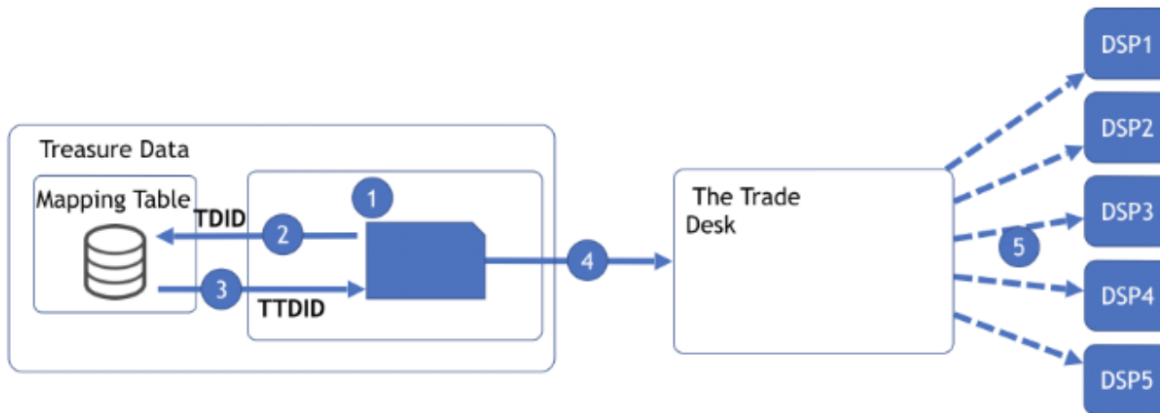 Treasure Data
Mapping Table
TDID
1
2
3
TTDID
4
The Trade
Desk
5
DSP1
DSP2
DSP3
DSP4
DSP5